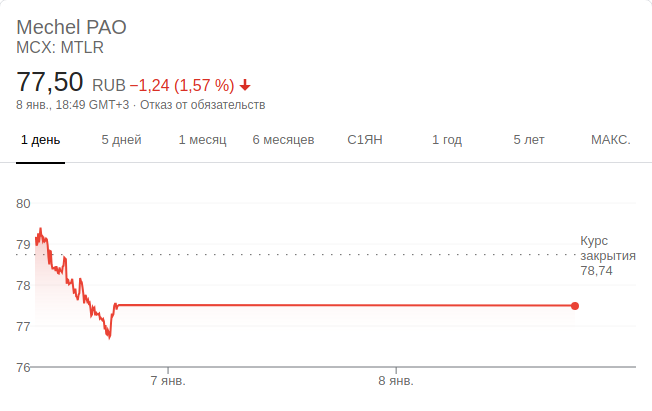 Mechel PAO
MCX: MTLR
77,50 RUB −1,24 (1,57 %)
8 янв., 18:49 GMT+3 · Отказ от обязательств
1 день 5 дней 1 месяц 6 месяцев С1ЯН 1 год 5 лет МАКС.
80
79
78
77
76
Курс
закрытия
78,74
7 янв. 8 янв.